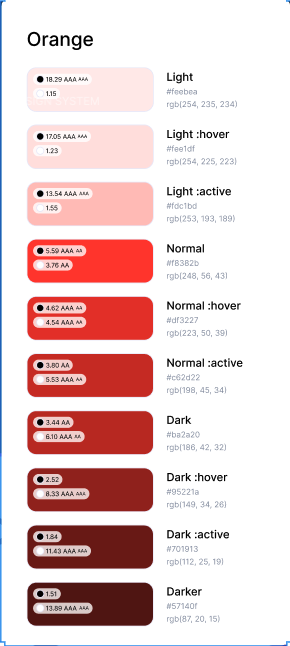 Orange
18.29 AAA AAA
1.15
Light
#feebea
rgb(254, 235, 234)
17.05 AAA AAA
1.23
Light :hover
#fee1df
rgb(254, 225, 223)
13.54 AAA AAA
1.55
Light :active
#fdc1bd
rgb(253, 193, 189)
5.59 AAA AA
3.76 AA
Normal
#f8382b
rgb(248, 56, 43)
4.62 AAA AA
4.54 AAA AA
Normal :hover
#df3227
rgb(223, 50, 39)
3.80 AA
5.53 AAA AA
Normal :active
#c62d22
rgb(198, 45, 34)
3.44 AA
6.10 AAA AA
Dark
#ba2a20
rgb(186, 42, 32)
2.52
8.33 AAA AAA
Dark :hover
#95221a
rgb(149, 34, 26)
1.84
11.43 AAA AAA
Dark :active
#701913
rgb(112, 25, 19)
1.51
13.89 AAA AAA
Darker
#57140f
rgb(87, 20, 15)